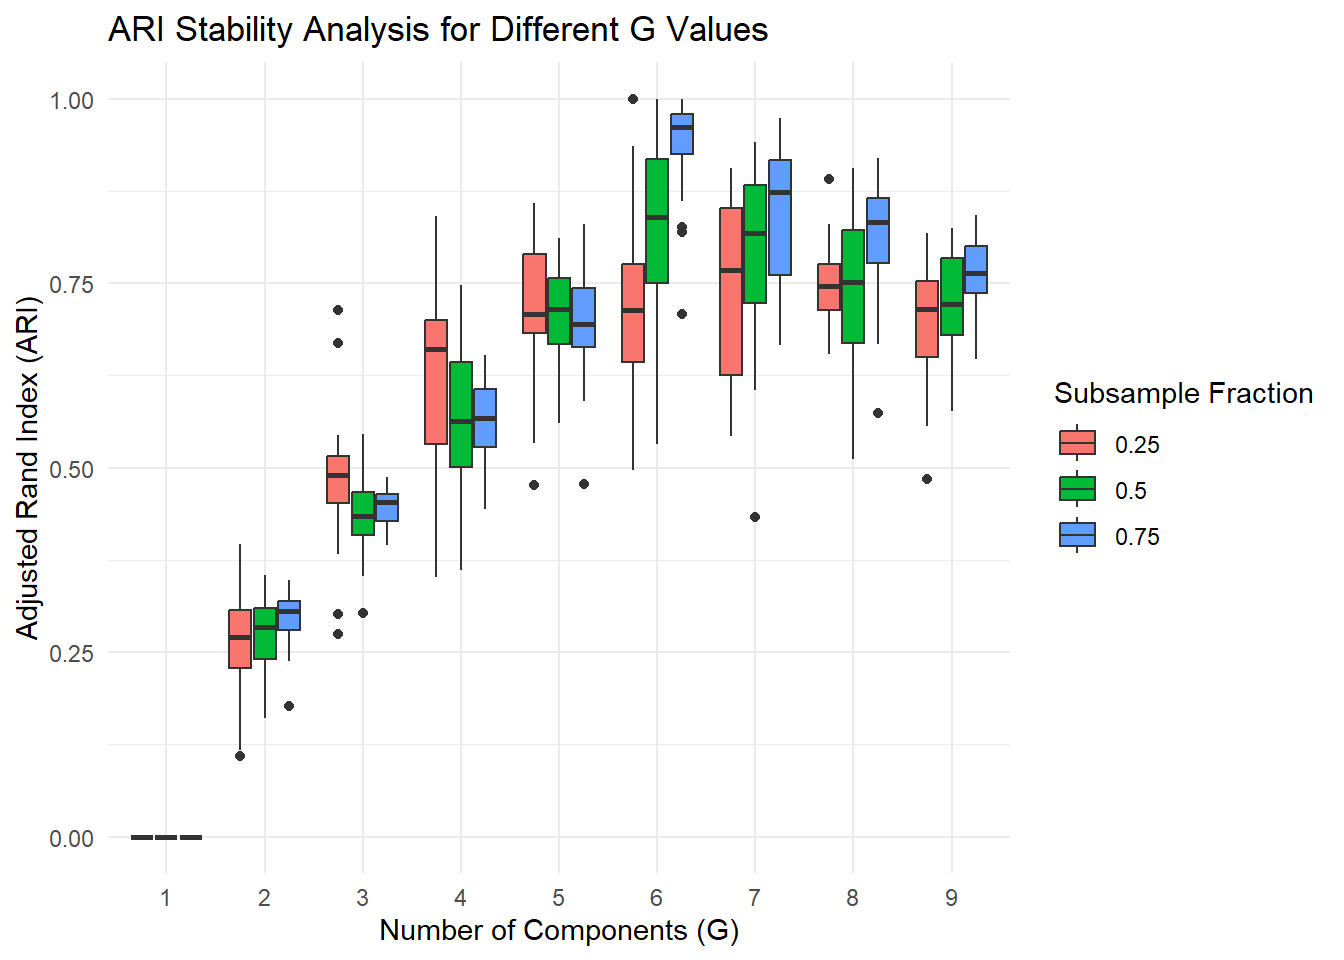 ARI Stability Analysis for Different G Values
Adjusted Rand Index (ARI)
1.00
0.75
0.50
0.25
0.00
1 2 3 4 5 6 7 8 9
Number of Components (G)
Subsample Fraction
0.25
0.5
0.75